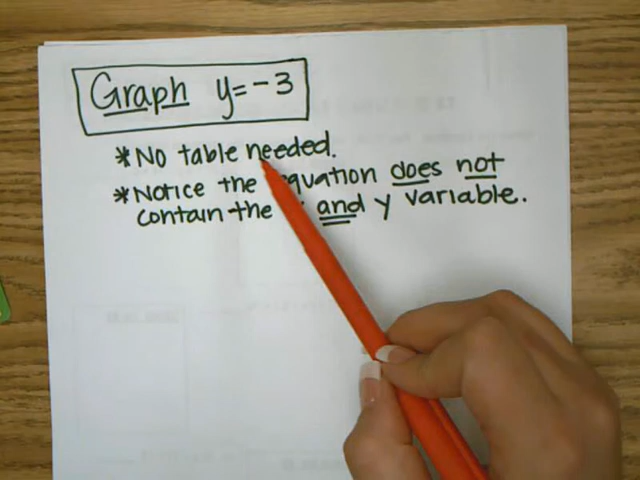 Graph y=-3
*No table needed.
*Notice the equation does not
contain the and y variable.